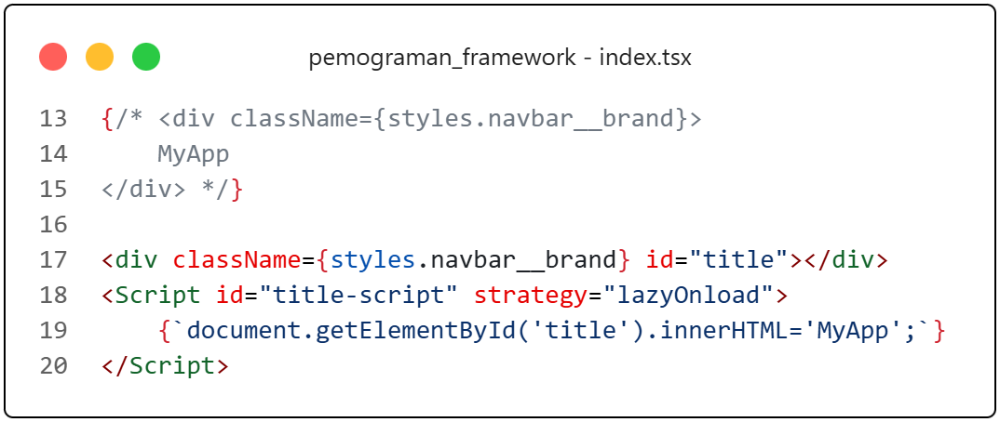 pemograman_framework - index.tsx
13 {/* <div className={styles.navbar__brand}>
14     MyApp
15 </div> */}
16
17 <div className={styles.navbar__brand} id="title"></div>
18 <Script id="title-script" strategy="lazyOnload">
19     {`document.getElementById('title').innerHTML='MyApp';`}
20 </Script>